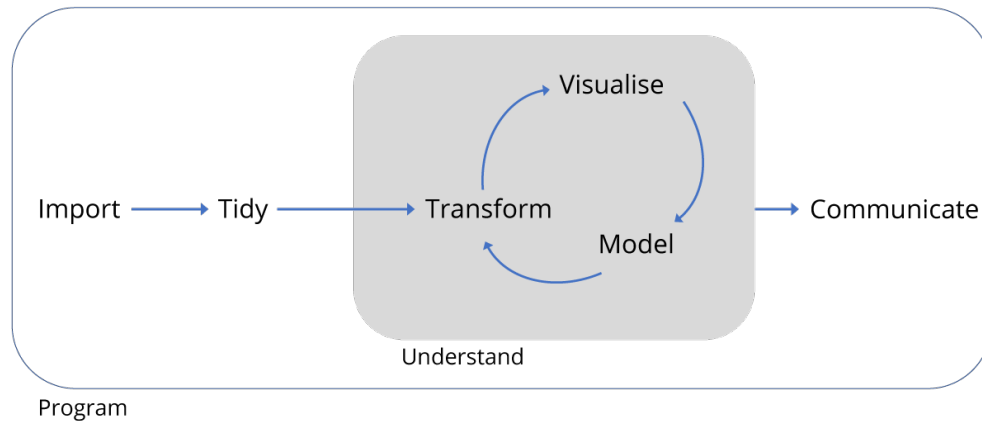 Visualise
Import
Tidy
Transform
Communicate
Model
Understand
Program